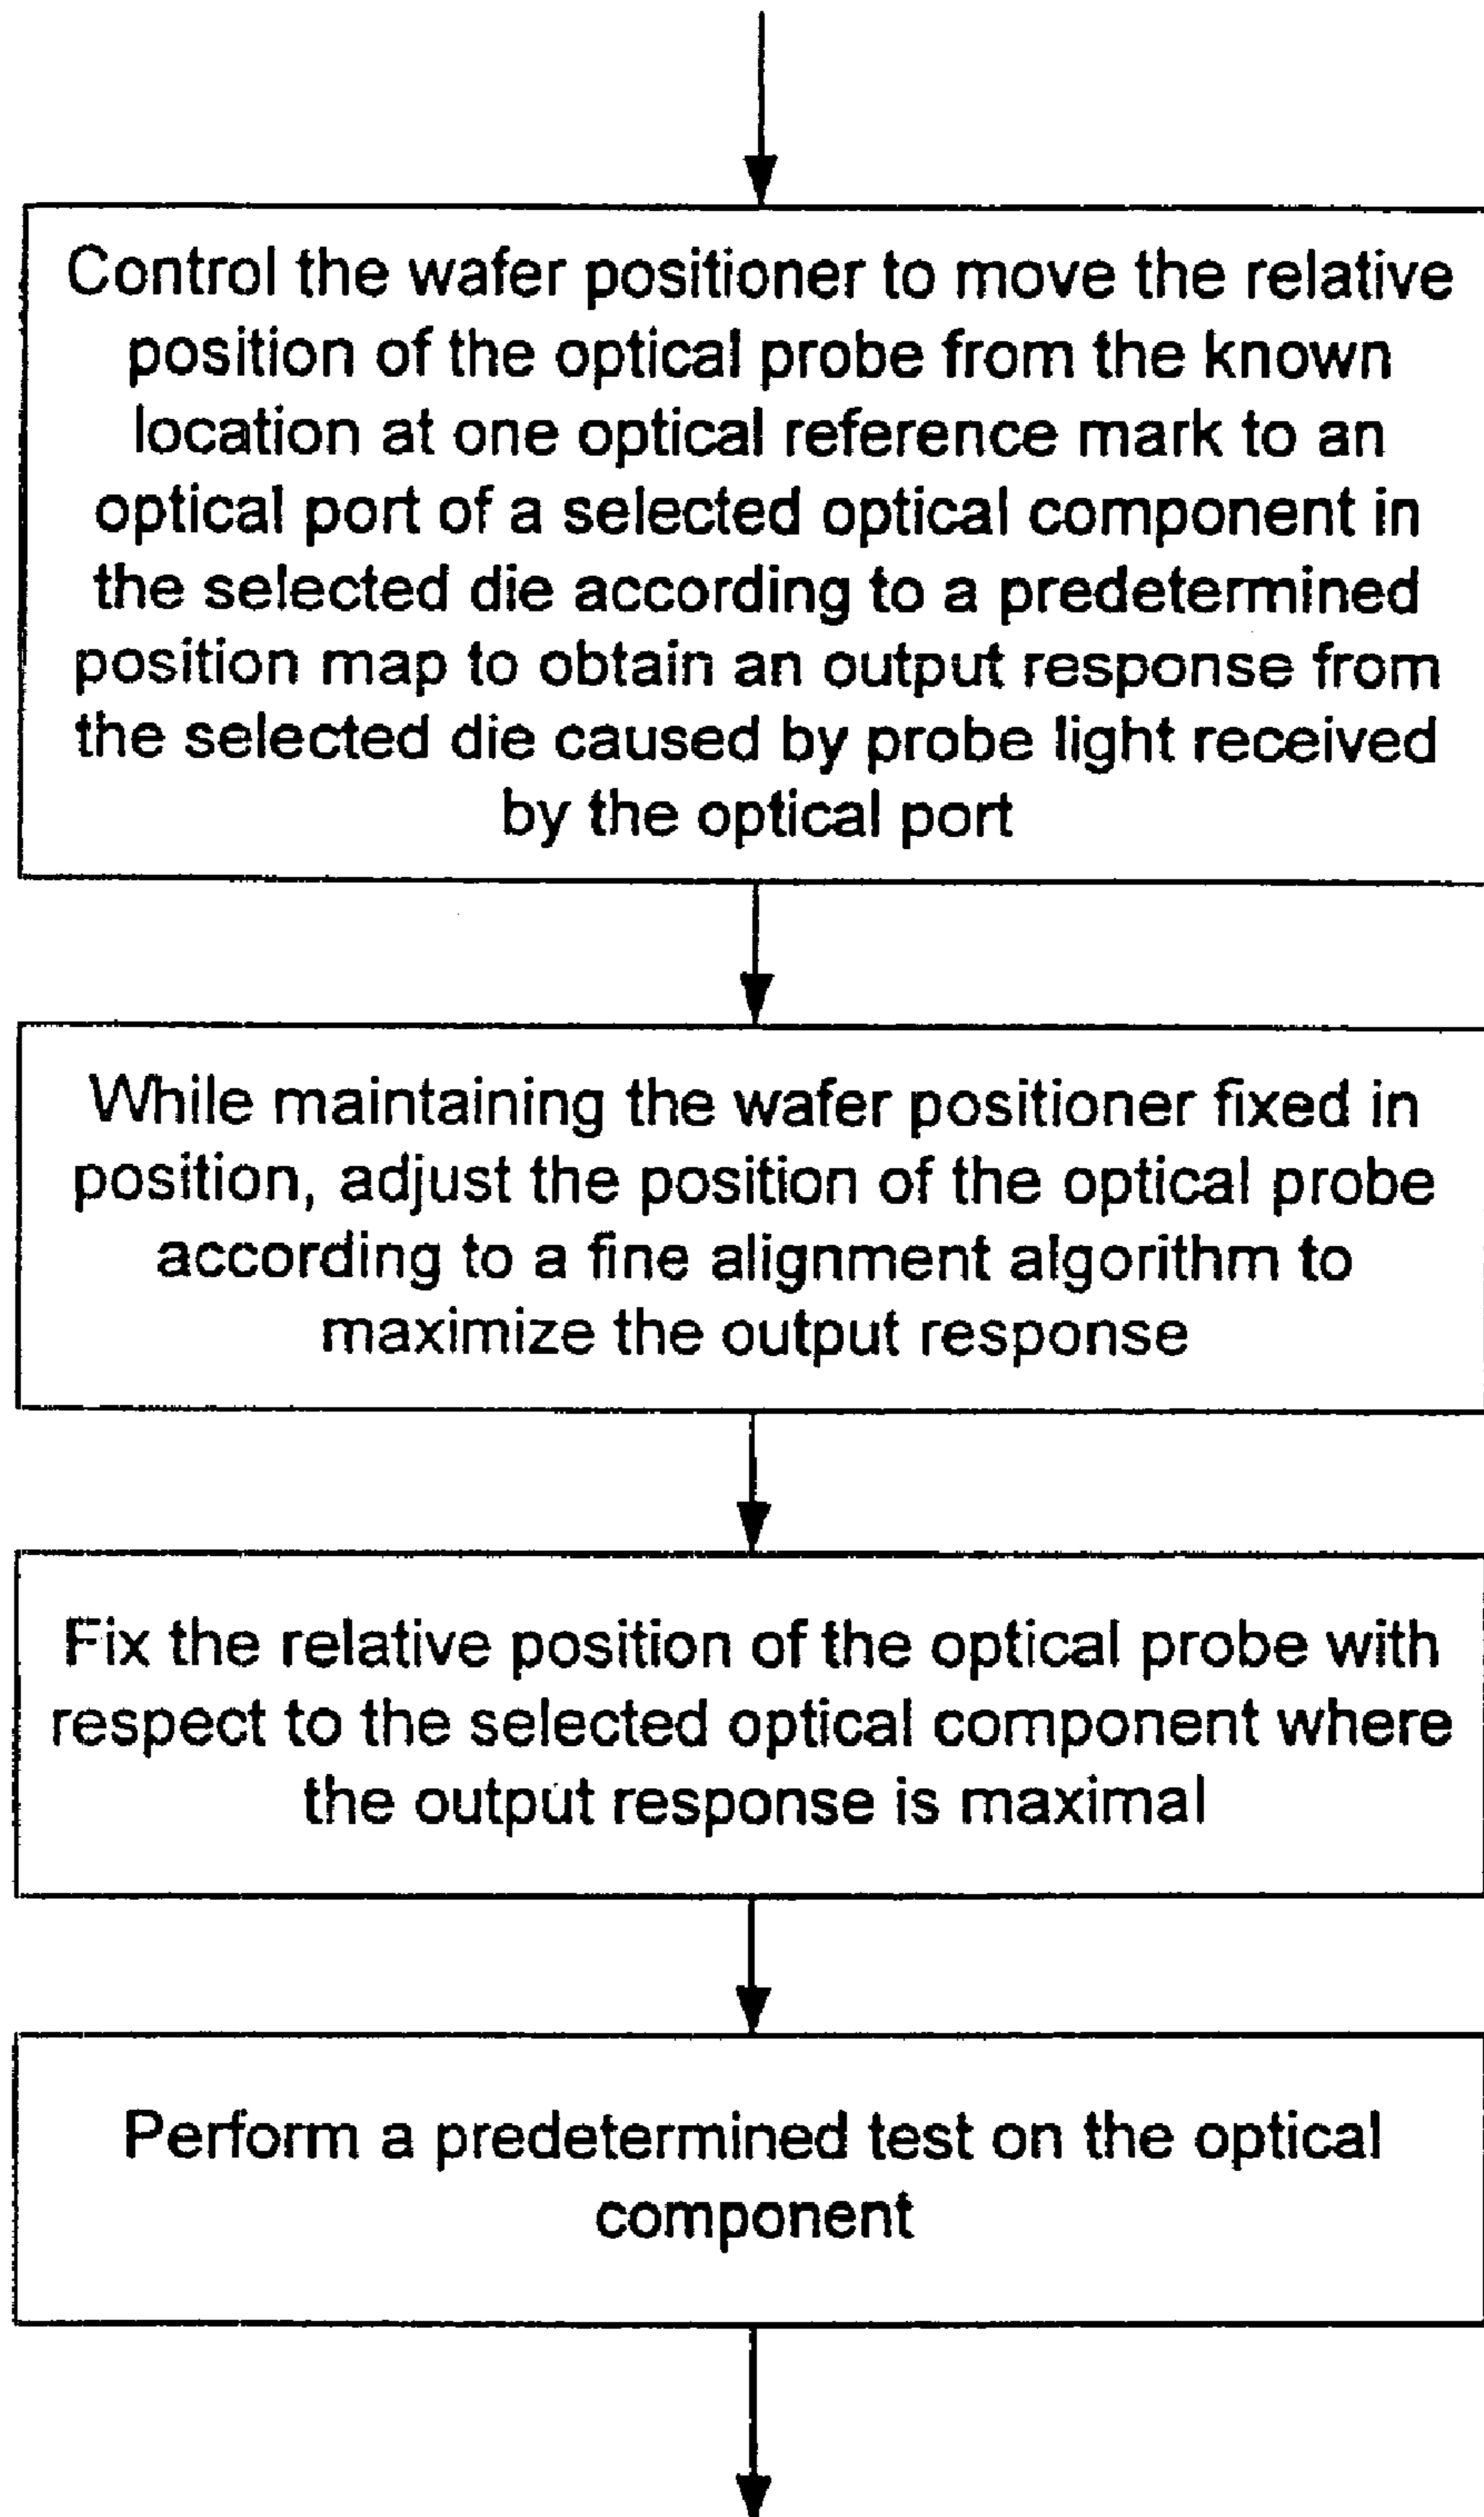 Control the wafer positioner to move the relative
position of the optical probe from the known
location at one optical reference mark to an
optical port of a selected optical component in
the selected die according to a predetermined
position map to obtain an output response from
the selected die caused by probe light received
by the optical port
While maintaining the wafer positioner fixed in
position, adjust the position of the optical probe
according to a fine alignment algorithm to
maximize the output response
Fix the relative position of the optical probe with
respect to the selected optical component where
the output response is maximal
Perform a predetermined test on the optical
component